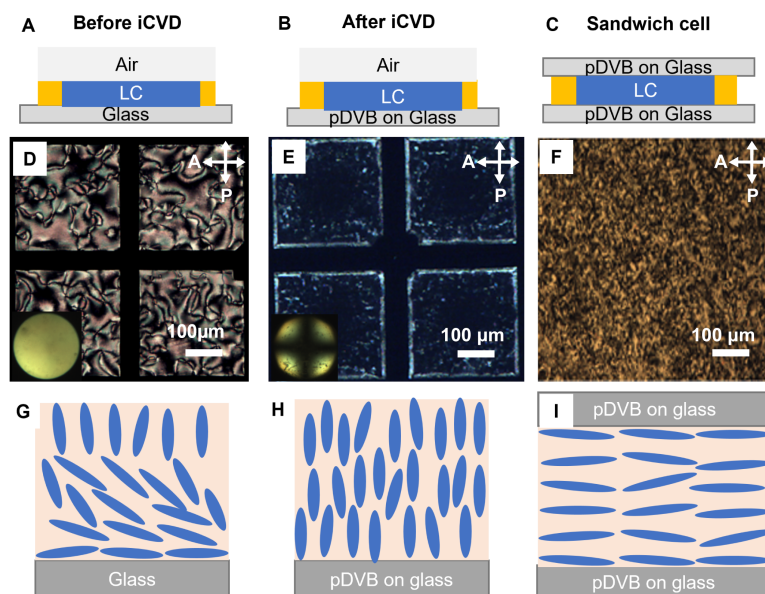 A Before iCVD
B After iCVD
C Sandwich cell
Air
LC
Glass
Air
LC
pDVB on Glass
pDVB on Glass
LC
pDVB on Glass
D
A
P
100µm
E
A
P
100 µm
F
A
P
100 µm
G
Glass
H
pDVB on glass
I
pDVB on glass
pDVB on glass